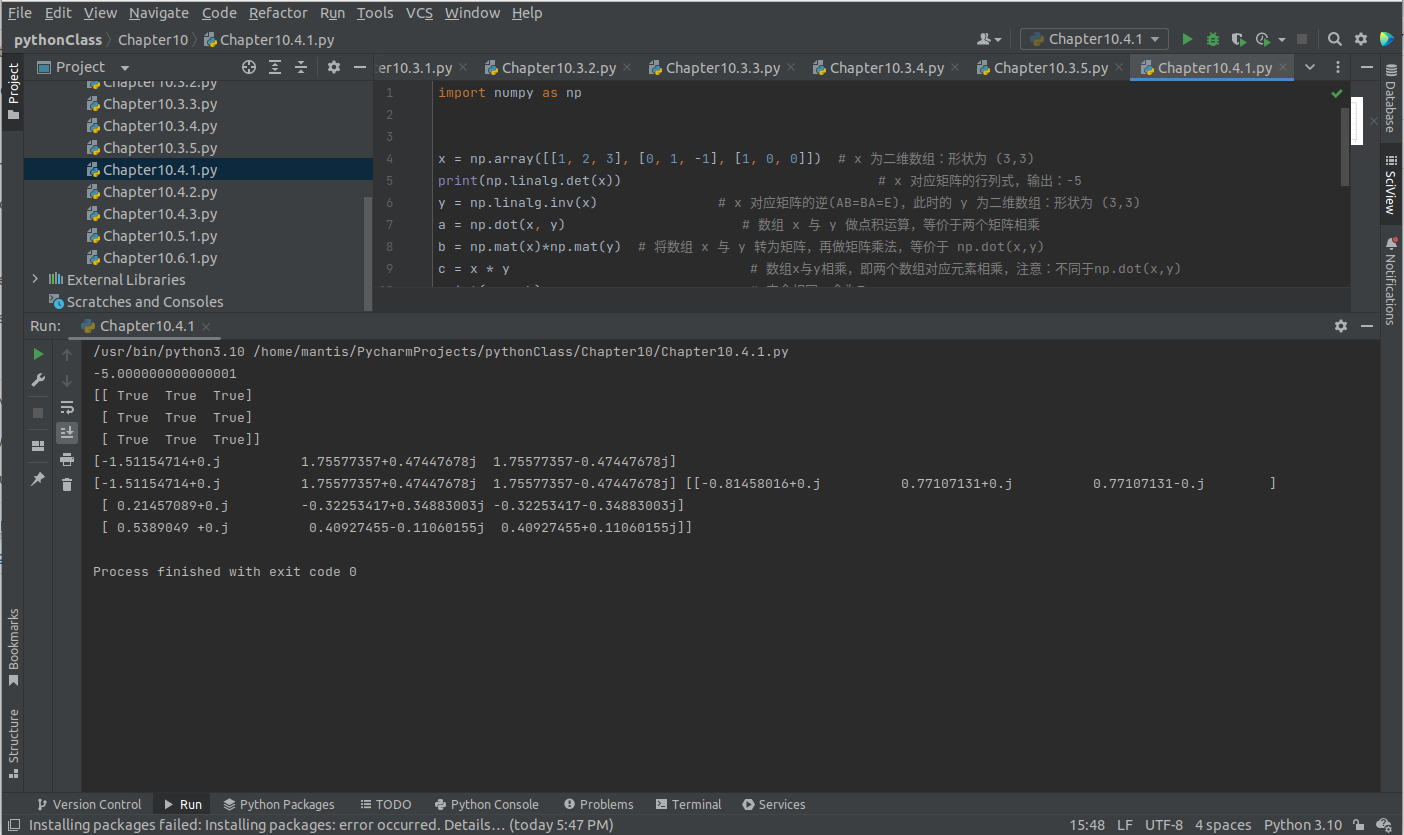 File Edit View Navigate Code Refactor Run Tools VCS Window Help
pythonClass Chapter10 Chapter10.4.1.py
Chapter10.4.1
Project
er10.3.1.py Chapter10.3.2.py Chapter10.3.3.py Chapter10.3.4.py Chapter10.3.5.py Chapter10.4.1.py
Chapter10.3.2.py
Chapter10.3.3.py
Chapter10.3.4.py
Chapter10.3.5.py
Chapter10.4.1.py
Chapter10.4.2.py
Chapter10.4.3.py
Chapter10.5.1.py
Chapter10.6.1.py
External Libraries
Scratches and Consoles
1 import numpy as np
2
3
4 x = np.array([[1, 2, 3], [0, 1, -1], [1, 0, 0]]) # x 为二维数组：形状为 (3,3)
5 print(np.linalg.det(x)) # x 对应矩阵的行列式，输出：-5
6 y = np.linalg.inv(x) # x 对应矩阵的逆(AB=BA=E)，此时的 y 为二维数组：形状为 (3,3)
7 a = np.dot(x, y) # 数组 x 与 y 做点积运算，等价于两个矩阵相乘
8 b = np.mat(x)*np.mat(y) # 将数组 x 与 y 转为矩阵，再做矩阵乘法，等价于 np.dot(x,y)
9 c = x * y # 数组x与y相乘，即两个数组对应元素相乘，注意：不同于np.dot(x,y)
Project
Database
SciView
Notifications
Run: Chapter10.4.1
/usr/bin/python3.10 /home/mantis/PycharmProjects/pythonClass/Chapter10/Chapter10.4.1.py
-5.000000000000001
[[ True True True]
[ True True True]
[ True True True]]
[-1.51154714+0.j 1.75577357+0.47447678j 1.75577357-0.47447678j]
[-1.51154714+0.j 1.75577357+0.47447678j 1.75577357-0.47447678j] [[-0.81458016+0.j 0.77107131+0.j 0.77107131-0.j ]
[ 0.21457089+0.j -0.32253417+0.34883003j -0.32253417-0.34883003j]
[ 0.5389049 +0.j 0.40927455-0.11060155j 0.40927455+0.11060155j]]
Process finished with exit code 0
Bookmarks
Structure
Version Control Run Python Packages TODO Python Console Problems Terminal Services
Installing packages failed: Installing packages: error occurred. Details... (today 5:47 PM) 15:48 LF UTF-8 4 spaces Python 3.10